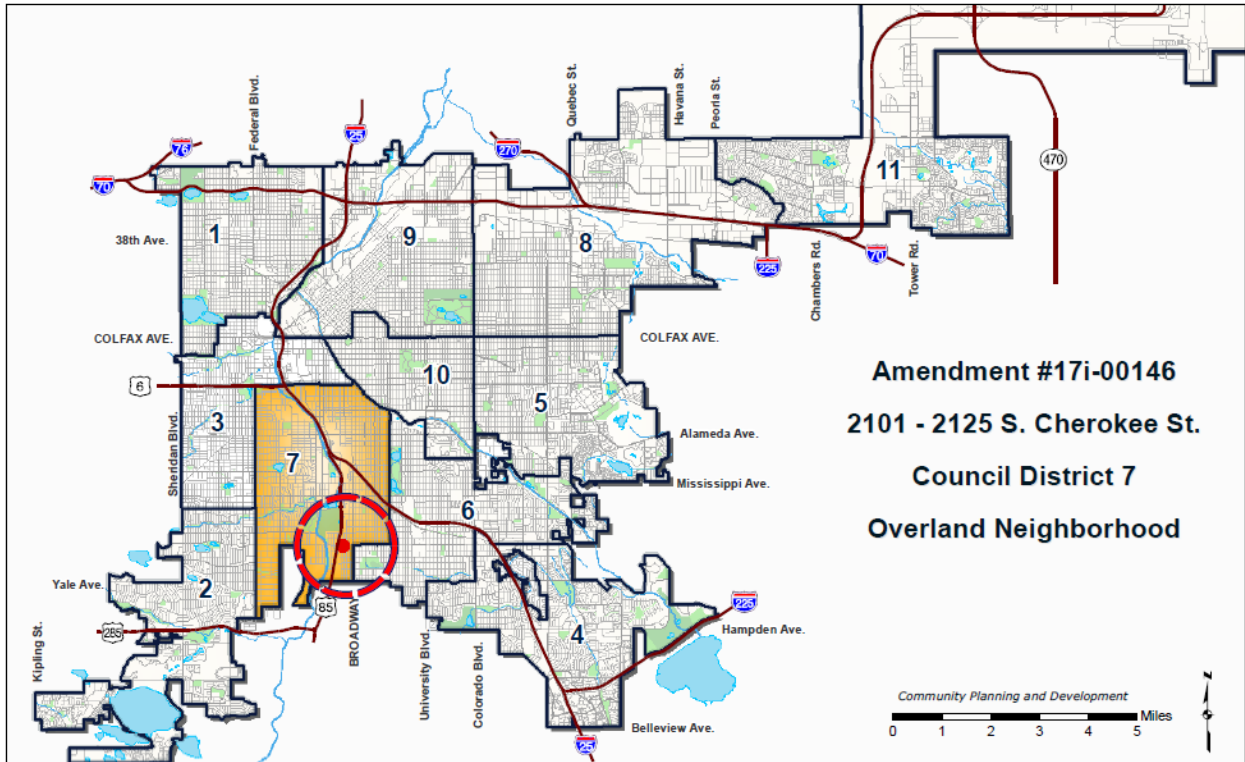 Federal Blvd.
25
Quebec St.
Havana St.
Peoria St.
76
270
70
11
470
38th Ave.
1
9
8
225
Chambers Rd.
70
Tower Rd.
COLFAX AVE.
COLFAX AVE.
6
10
5
Amendment #17i-00146
2101 - 2125 S. Cherokee St.
Council District 7
Overland Neighborhood
3
Sheridan Blvd.
7
Alameda Ave.
Mississippi Ave.
6
Yale Ave.
2
85
BROADWAY
285
Kipling St.
University Blvd.
Colorado Blvd.
4
225
Hampden Ave.
Belleview Ave.
25
Community Planning and Development
Miles
0 1 2 3 4 5
N